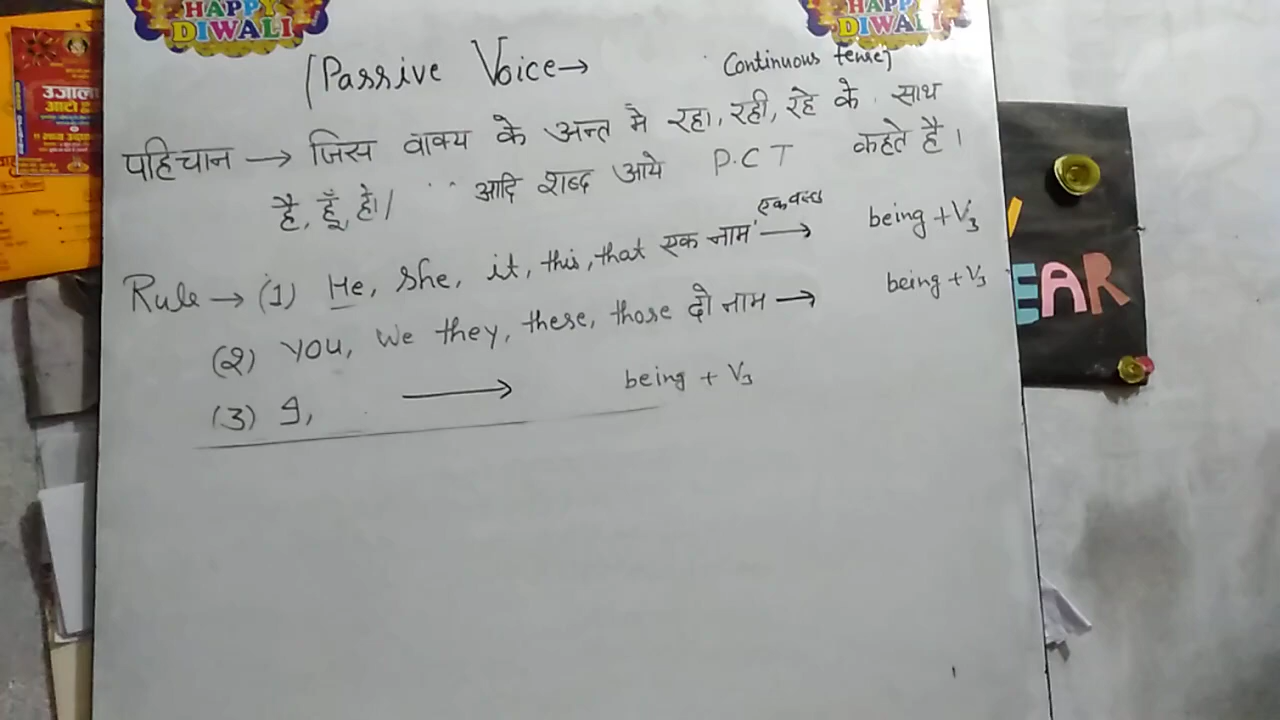 HAPPY DIWALI
HAPPY DIWALI
उजाला
Passive Voice→ Continuous tense
पहिचान → जिस वाक्य के अन्त मे रहा, रही, रहे के साथ
है, हूँ, हो। आदि शब्द आये P.C T कहते है।
Rule → (1) He, She, it, this, that एक नाम → being + V3
(2) YOU, We they, these, those दो नाम → being + V3
(3) I, → being + V3
EAR